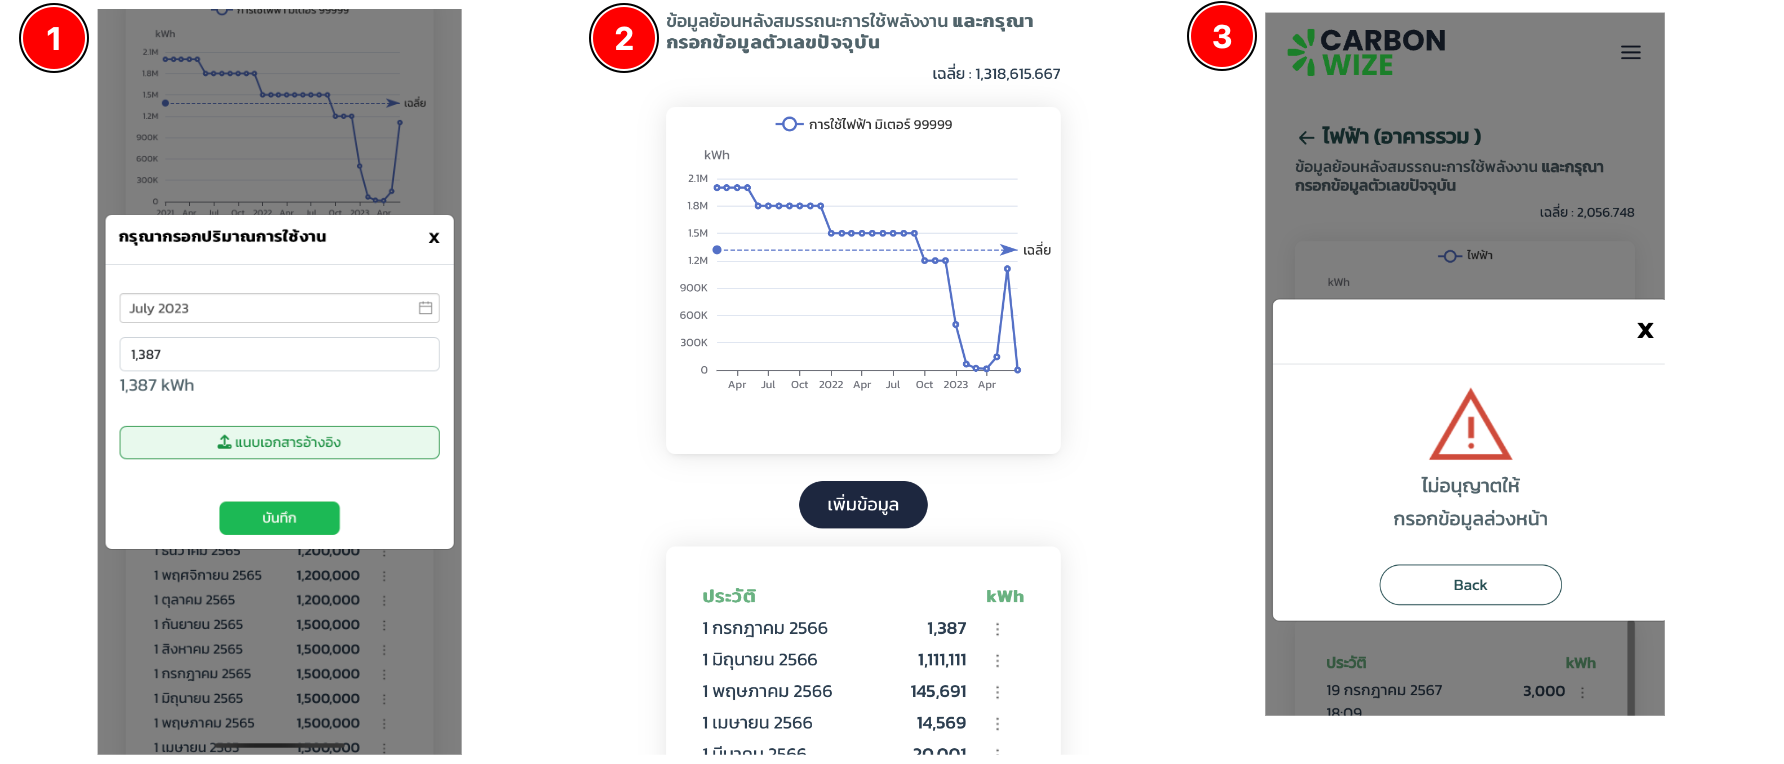 1
การใช้ไฟฟ้า มิเตอร์ 99999
kWh
2.1M
1.8M
1.5M
เฉลี่ย
1.2M
900K
600K
300K
0
2021 Apr Jul Oct 2022 Apr Jul Oct 2023 Apr
กรุณากรอกปริมาณการใช้งาน X
July 2023
1,387
1,387 kWh
แนบเอกสารอ้างอิง
บันทึก
1 ธันวาคม 2565 1,200,000
1 พฤศจิกายน 2565 1,200,000
1 ตุลาคม 2565 1,200,000
1 กันยายน 2565 1,500,000
1 สิงหาคม 2565 1,500,000
1 กรกฎาคม 2565 1,500,000
1 มิถุนายน 2565 1,500,000
1 พฤษภาคม 2565 1,500,000
1 เมษายน 2565 1,500,000
2
ข้อมูลย้อนหลังสมรรถนะการใช้พลังงาน และกรุณา
กรอกข้อมูลตัวเลขปัจจุบัน
เฉลี่ย : 1,318,615.667
การใช้ไฟฟ้า มิเตอร์ 99999
kWh
2.1M
1.8M
1.5M
เฉลี่ย
1.2M
900K
600K
300K
0
Apr Jul Oct 2022 Apr Jul Oct 2023 Apr
เพิ่มข้อมูล
ประวัติ kWh
1 กรกฎาคม 2566 1,387
1 มิถุนายน 2566 1,111,111
1 พฤษภาคม 2566 145,691
1 เมษายน 2566 14,569
1 มีนาคม 2566 20,001
3
CARBON
WIZE
ไฟฟ้า (อาคารรวม )
ข้อมูลย้อนหลังสมรรถนะการใช้พลังงาน และกรุณา
กรอกข้อมูลตัวเลขปัจจุบัน
เฉลี่ย : 2,056.748
ไฟฟ้า
kWh
X
ไม่อนุญาตให้
กรอกข้อมูลล่วงหน้า
Back
ประวัติ kWh
19 กรกฎาคม 2567 3,000
18:09